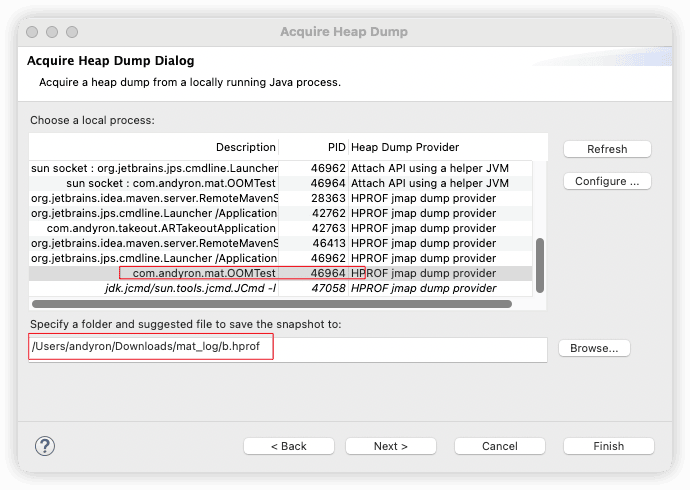 Acquire Heap Dump
Acquire Heap Dump Dialog
Acquire a heap dump from a locally running Java process.
Choose a local process:
Description PID Heap Dump Provider
sun socket : org.jetbrains.jps.cmdline.Launcher 46962 Attach API using a helper JVM
sun socket : com.andyron.mat.OOMTest 46964 Attach API using a helper JVM
org.jetbrains.idea.maven.server.RemoteMavenS 28363 HPROF jmap dump provider
org.jetbrains.jps.cmdline.Launcher /Application 42762 HPROF jmap dump provider
com.andyron.takeout.ARTakeoutApplication 42763 HPROF jmap dump provider
org.jetbrains.idea.maven.server.RemoteMavenS 46413 HPROF jmap dump provider
org.jetbrains.jps.cmdline.Launcher /Applicatio 46962 HPROF jmap dump provider
com.andyron.mat.OOMTest 46964 HPROF jmap dump provider
jdk.jcmd/sun.tools.jcmd.JCmd -l 47058 HPROF jmap dump provider
Refresh
Configure ...
Specify a folder and suggested file to save the snapshot to:
/Users/andyron/Downloads/mat_log/b.hprof
Browse...
?
< Back
Next >
Cancel
Finish